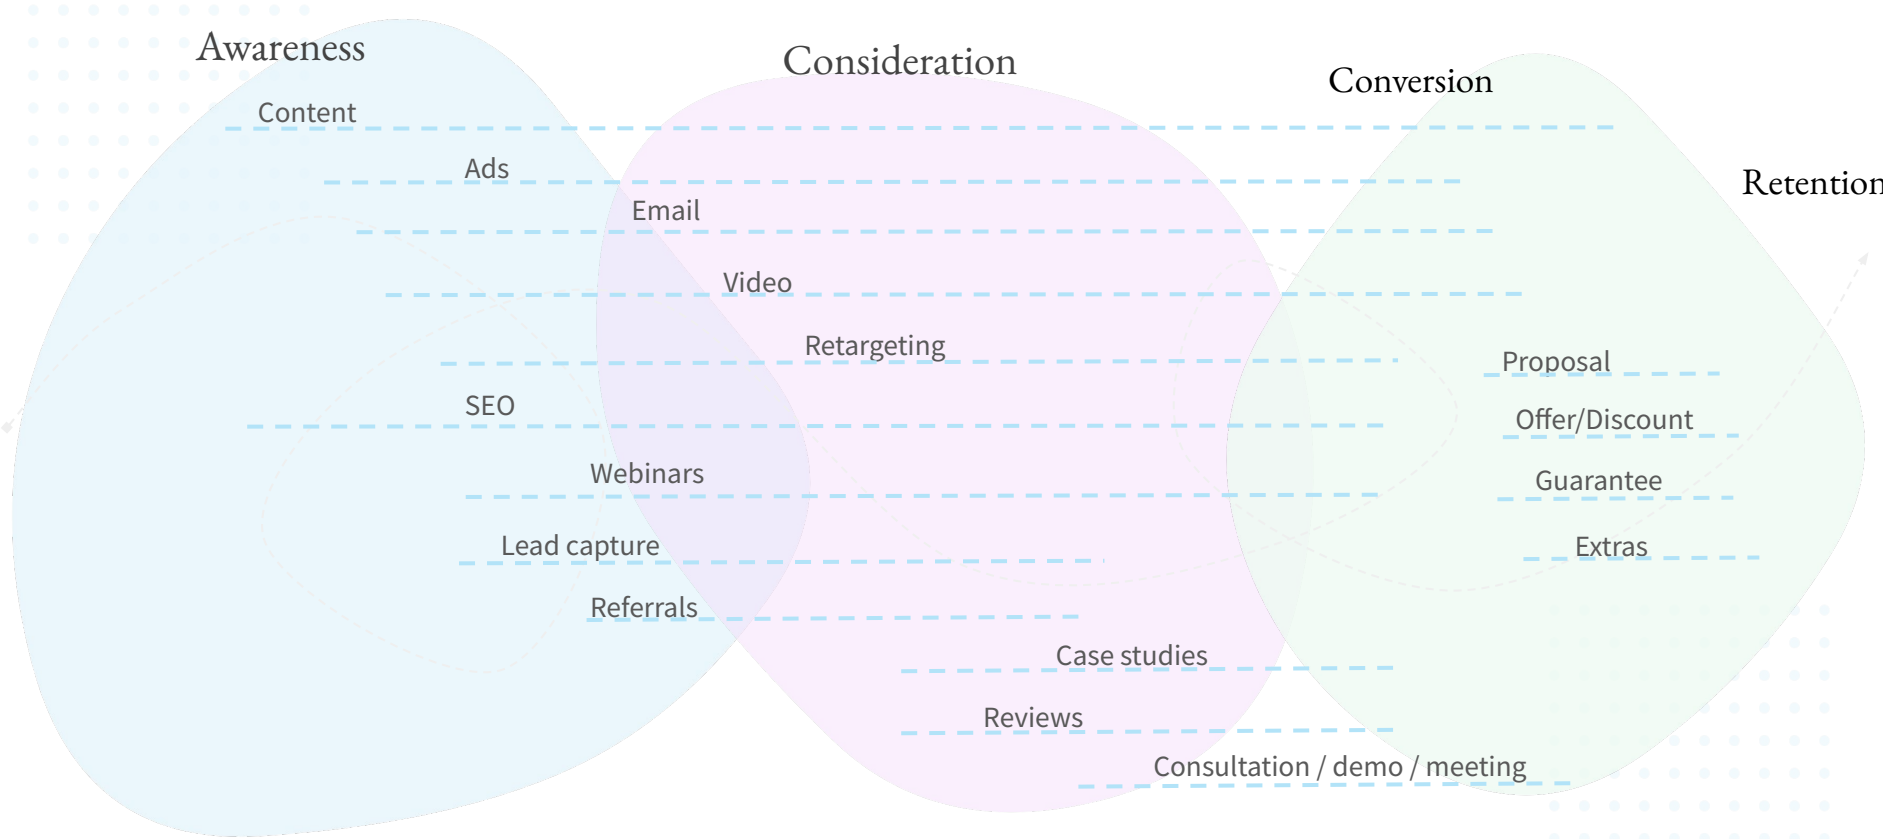 Awareness
Consideration
Conversion
Retention
Content
Ads
Email
Video
Retargeting
SEO
Webinars
Lead capture
Referrals
Case studies
Reviews
Consultation / demo / meeting
Proposal
Offer/Discount
Guarantee
Extras